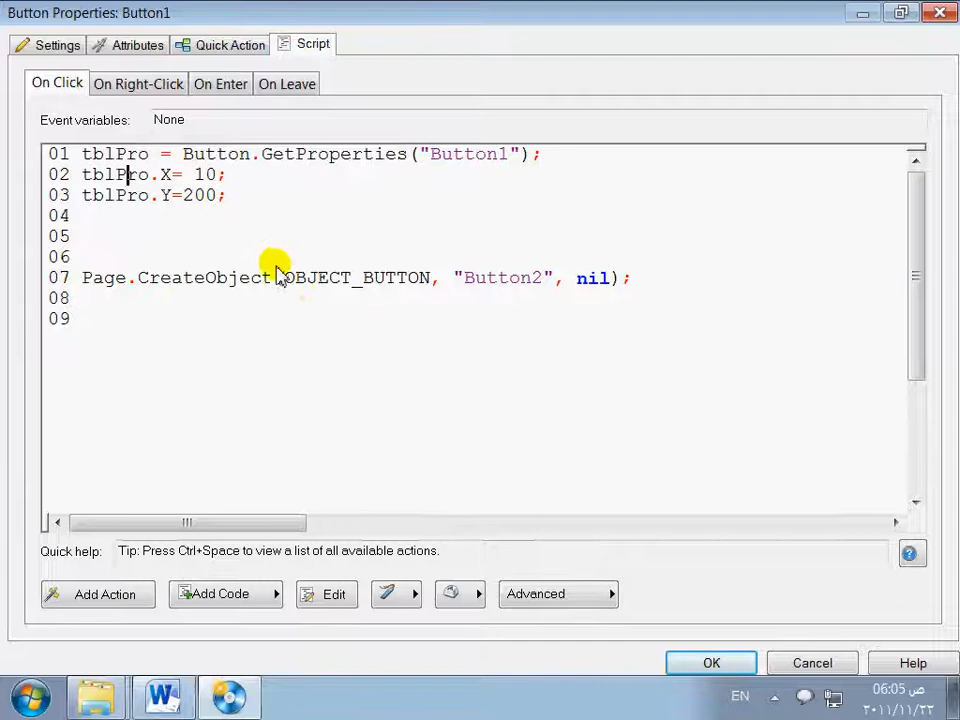 Button Properties: Button1
Settings Attributes Quick Action Script
On Click On Right-Click On Enter On Leave
Event variables: None
01 tblPro = Button.GetProperties("Button1");
02 tblPro.X= 10;
03 tblPro.Y=200;
04
05
06
07 Page.CreateObject(OBJECT_BUTTON, "Button2", nil);
08
09
Quick help: Tip: Press Ctrl+Space to view a list of all available actions.
Add Action Add Code Edit Advanced
OK Cancel Help
EN
06:05 ص
٢٠١١/١١/٢٢